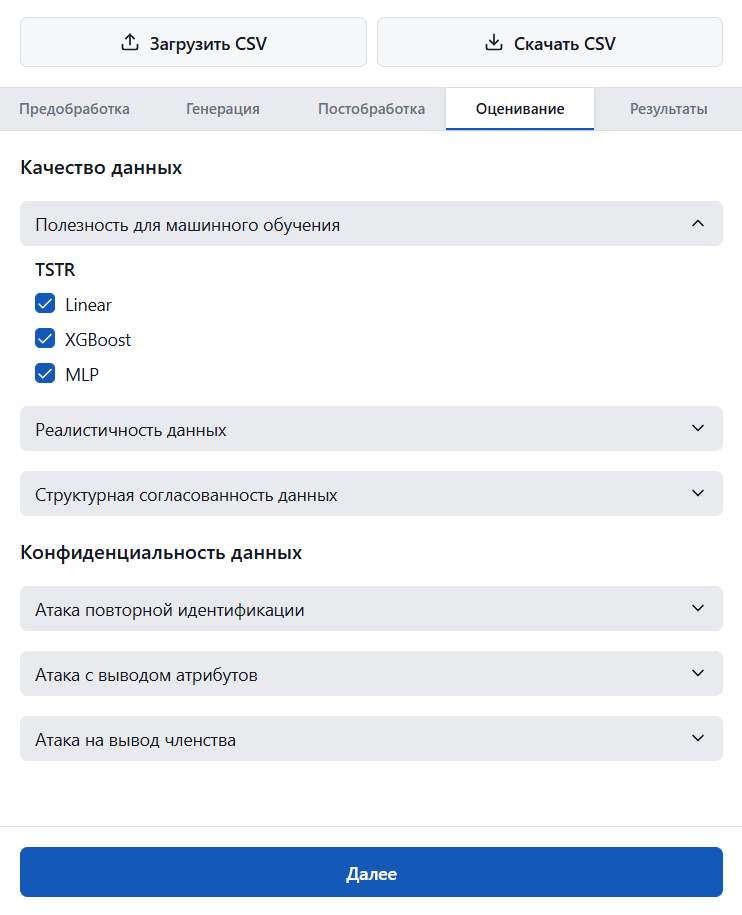 Загрузить CSV
Скачать CSV
Предобработка
Генерация
Постобработка
Оценивание
Результаты
Качество данных
Полезность для машинного обучения
TSTR
Linear
XGBoost
MLP
Реалистичность данных
Структурная согласованность данных
Конфиденциальность данных
Атака повторной идентификации
Атака с выводом атрибутов
Атака на вывод членства
Далее